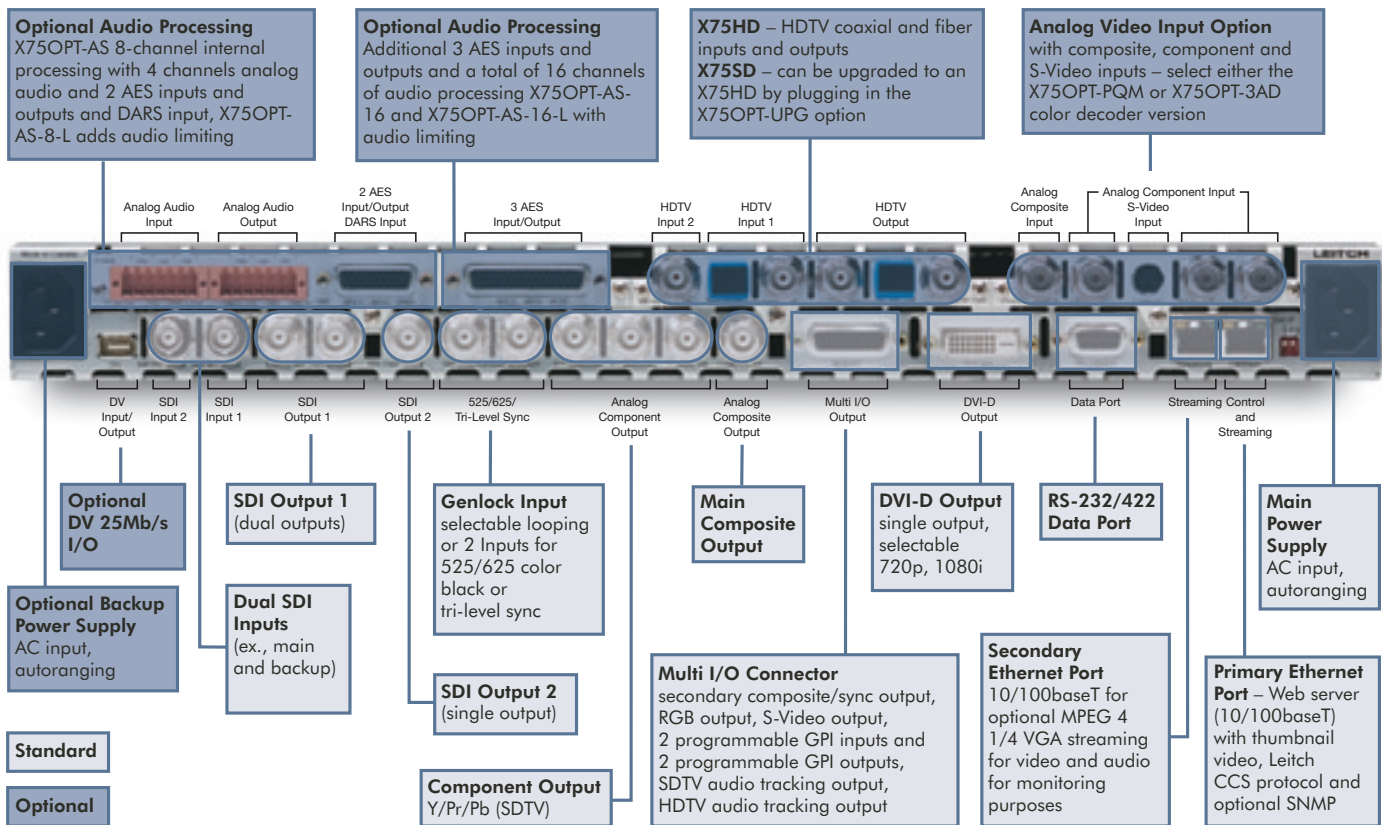 Optional Audio Processing
X75OPT-AS 8-channel internal
processing with 4 channels analog
audio and 2 AES inputs and
outputs and DARS input, X75OPT-
AS-8-L adds audio limiting
Optional Audio Processing
Additional 3 AES inputs and
outputs and a total of 16 channels
of audio processing X75OPT-AS-
16 and X75OPT-AS-16-L with
audio limiting
X75HD – HDTV coaxial and fiber
inputs and outputs
X75SD – can be upgraded to an
X75HD by plugging in the
X75OPT-UPG option
Analog Video Input Option
with composite, component and
S-Video inputs – select either the
X75OPT-PQM or X75OPT-3AD
color decoder version
Analog Audio
Input
Analog Audio
Output
2 AES
Input/Output
DARS Input
3 AES
Input/Output
HDTV
Input 2
HDTV
Input 1
HDTV
Output
Analog
Composite
Input
Analog Component Input
S-Video
Input
LEITCH
DV
Input/
Output
SDI
Input 2
SDI
Input 1
SDI
Output 1
SDI
Output 2
525/625/
Tri-Level Sync
Analog
Component
Output
Analog
Composite
Output
Multi I/O
Output
DVI-D
Output
Data Port
Streaming
Control
and
Streaming
Optional
DV 25Mb/s
I/O
SDI Output 1
(dual outputs)
Genlock Input
selectable looping
or 2 Inputs for
525/625 color
black or
tri-level sync
Main
Composite
Output
DVI-D Output
single output,
selectable
720p, 1080i
RS-232/422
Data Port
Main
Power
Supply
AC input,
autoranging
Optional Backup
Power Supply
AC input,
autoranging
Dual SDI
Inputs
(ex., main
and backup)
SDI Output 2
(single output)
Multi I/O Connector
secondary composite/sync output,
RGB output, S-Video output,
2 programmable GPI inputs and
2 programmable GPI outputs,
SDTV audio tracking output,
HDTV audio tracking output
Secondary
Ethernet Port
10/100baseT for
optional MPEG 4
1/4 VGA streaming
for video and audio
for monitoring
purposes
Primary Ethernet
Port – Web server
(10/100baseT)
with thumbnail
video, Leitch
CCS protocol and
optional SNMP
Standard
Optional
Component Output
Y/Pr/Pb (SDTV)